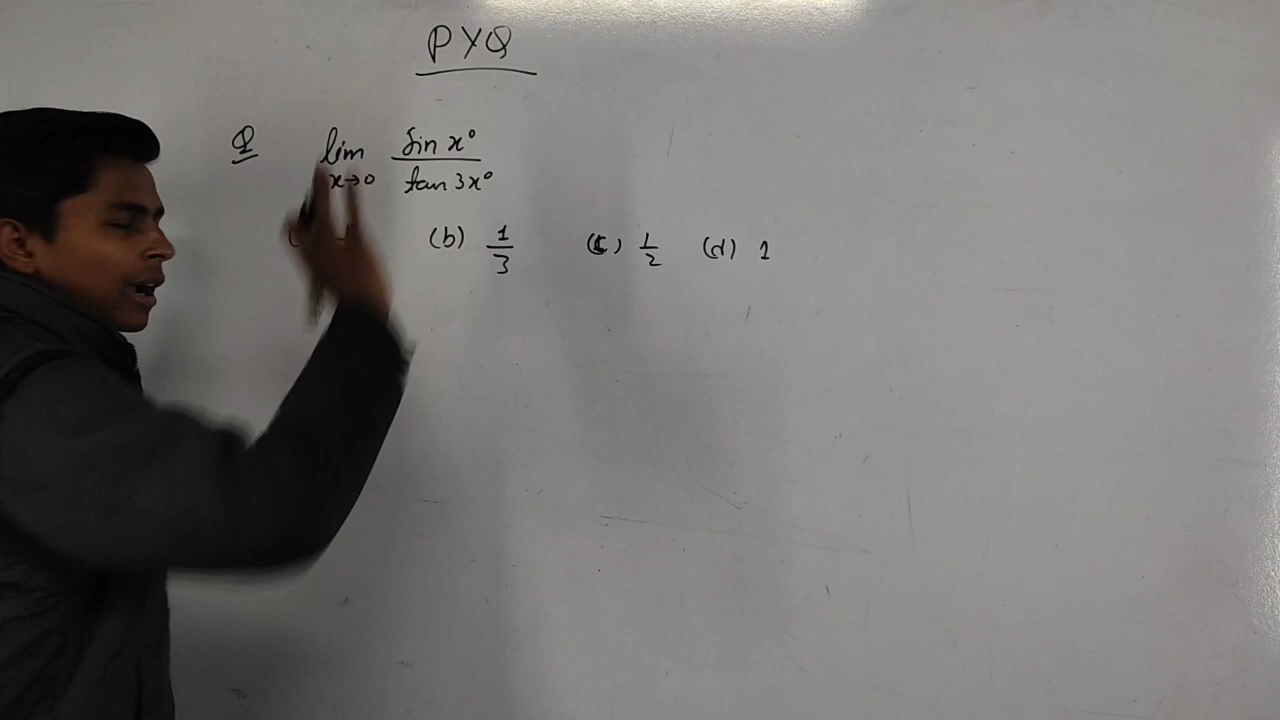 PYQ
Q lim sin x°
x→0 tan 3x°
(b) 1/3 (c) 1/2 (d) 1